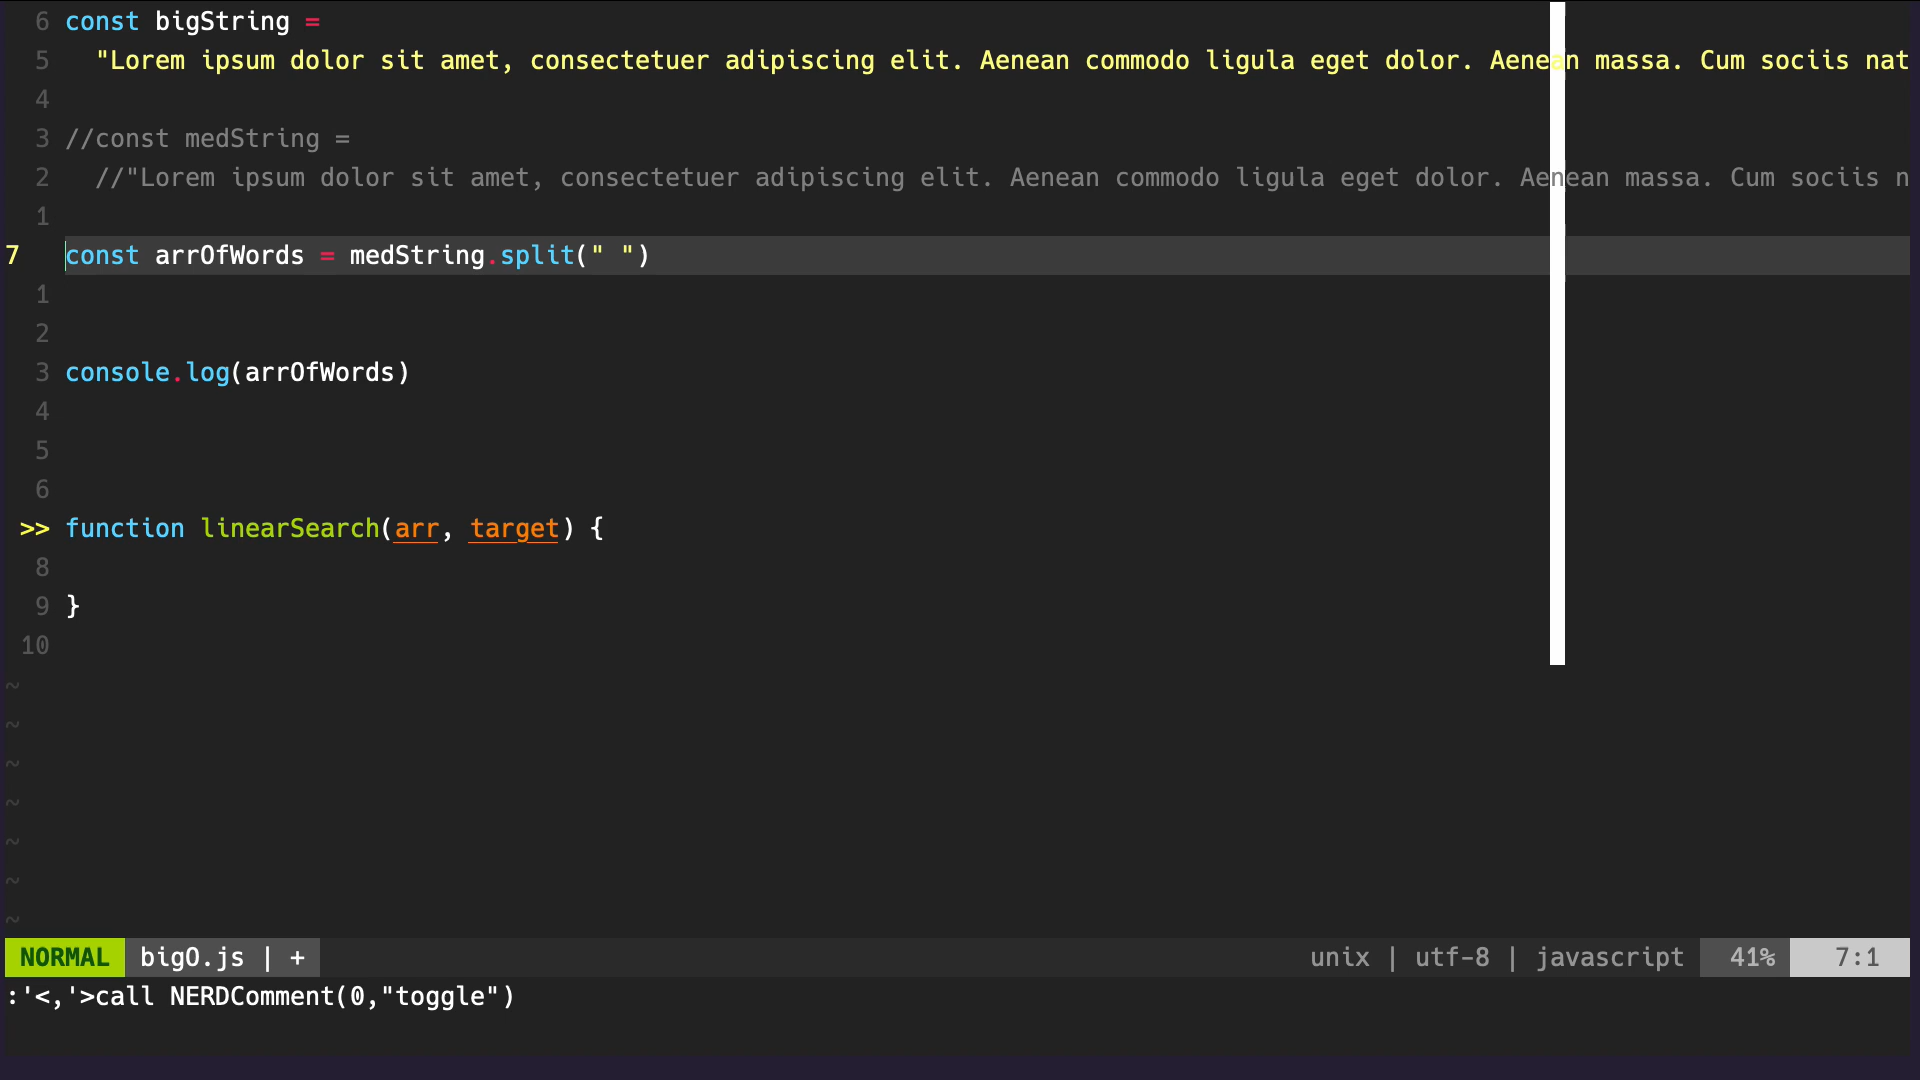 6 const bigString =
5   "Lorem ipsum dolor sit amet, consectetuer adipiscing elit. Aenean commodo ligula eget dolor. Aenean massa. Cum sociis nat
4
3 //const medString =
2   //"Lorem ipsum dolor sit amet, consectetuer adipiscing elit. Aenean commodo ligula eget dolor. Aenean massa. Cum sociis n
1
7 const arrOfWords = medString.split(" ")
1
2
3 console.log(arrOfWords)
4
5
6
>> function linearSearch(arr, target) {
8
9 }
10
~
~
~
~
~
~
~
NORMAL bigO.js | + unix | utf-8 | javascript 41% 7:1
:'<,'>call NERDComment(0,"toggle")